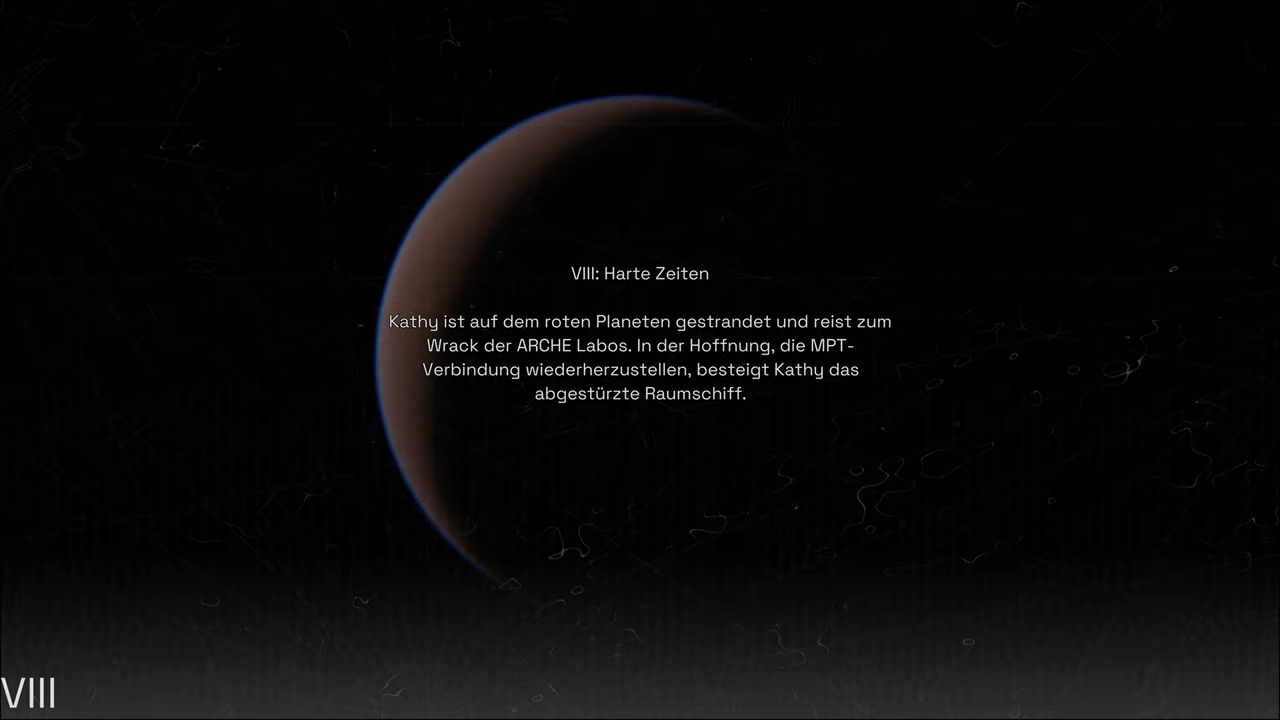 VIII: Harte Zeiten
Kathy ist auf dem roten Planeten gestrandet und reist zum
Wrack der ARCHE Labos. In der Hoffnung, die MPT-
Verbindung wiederherzustellen, besteigt Kathy das
abgestürzte Raumschiff.
VIII